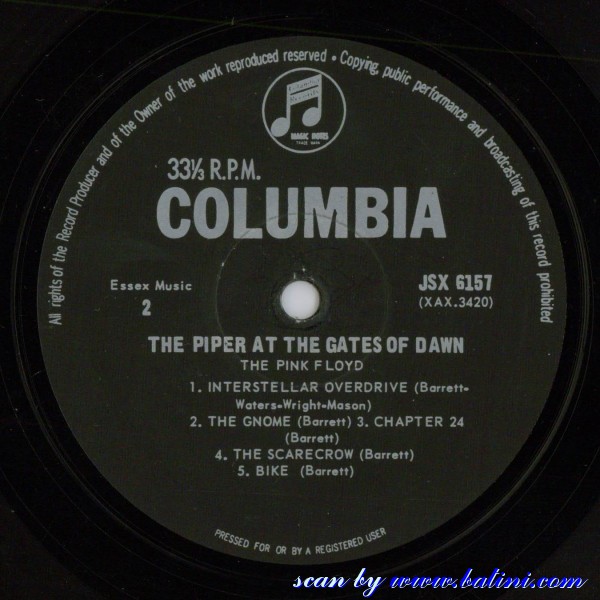 All rights of the Record Producer and of the Owner of the work reproduced reserved • Copying, public performance and broadcasting of this record prohibited
MAGIC NOTES
TRADE MARK
33⅓ R.P.M.
COLUMBIA
Essex Music
2
JSX 6157
(XAX.3420)
THE PIPER AT THE GATES OF DAWN
THE PINK FLOYD
1. INTERSTELLAR OVERDRIVE (Barrett-
Waters-Wright-Mason)
2. THE GNOME (Barrett) 3. CHAPTER 24
(Barrett)
4. THE SCARECROW (Barrett)
5. BIKE (Barrett)
PRESSED FOR OR BY A REGISTERED USER
scan by www.batini.com